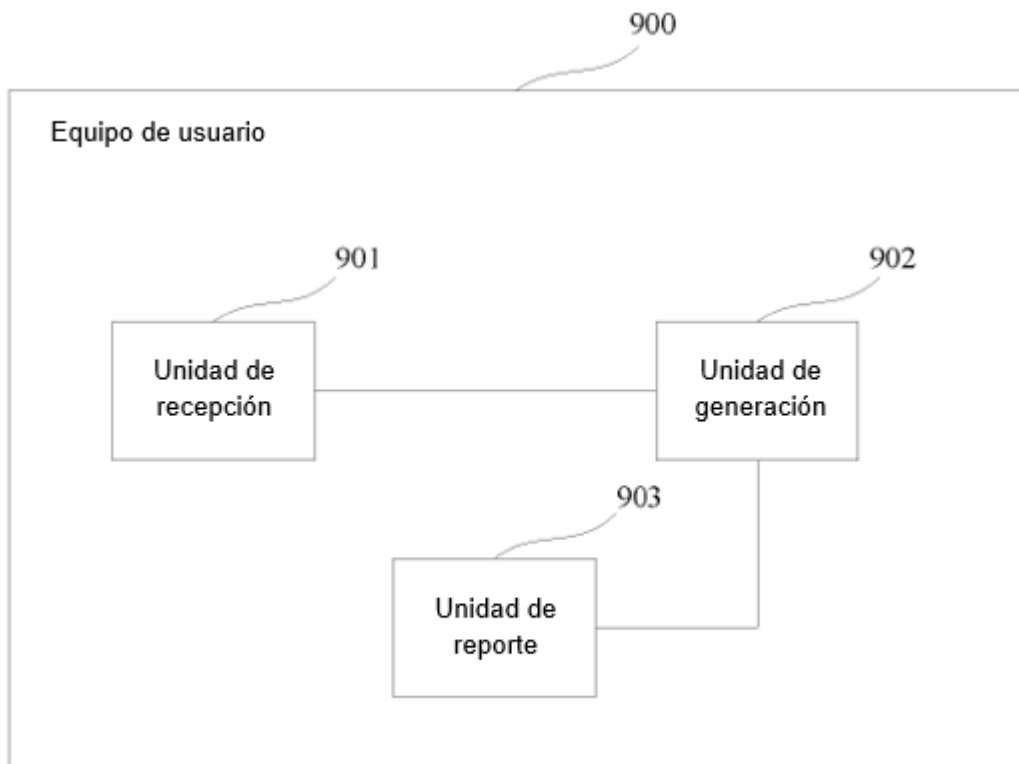 900
Equipo de usuario
901
902
Unidad de
recepción
Unidad de
generación
903
Unidad de
reporte